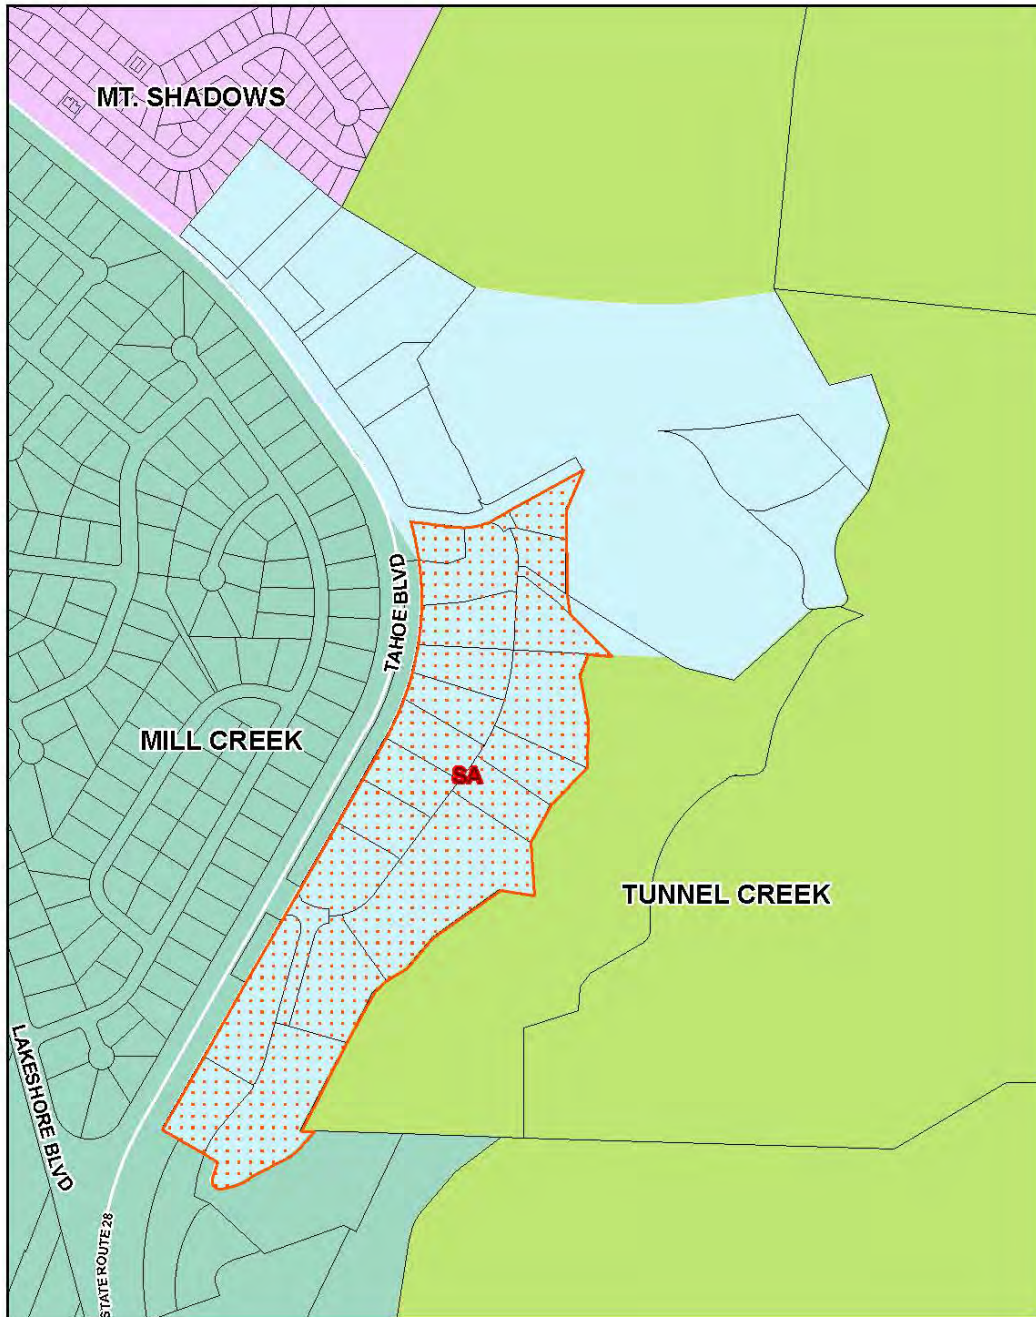 MT. SHADOWS
TAHOE BLVD
MILL CREEK
SA
TUNNEL CREEK
LAKESHORE BLVD
STATE ROUTE 28